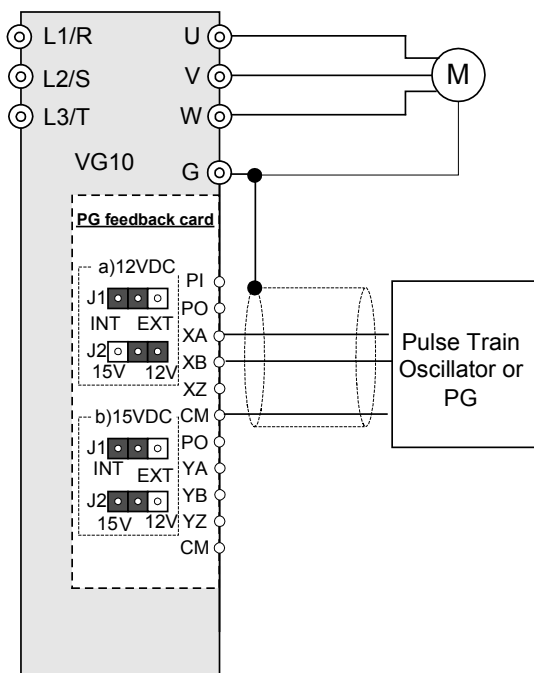 L1/R
U
L2/S
V
L3/T
W
M
VG10
G
PG feedback card
a)12VDC
J1
INT EXT
J2
15V 12V
b)15VDC
J1
INT EXT
J2
15V 12V
PI
PO
XA
XB
XZ
CM
PO
YA
YB
YZ
CM
Pulse Train
Oscillator or
PG